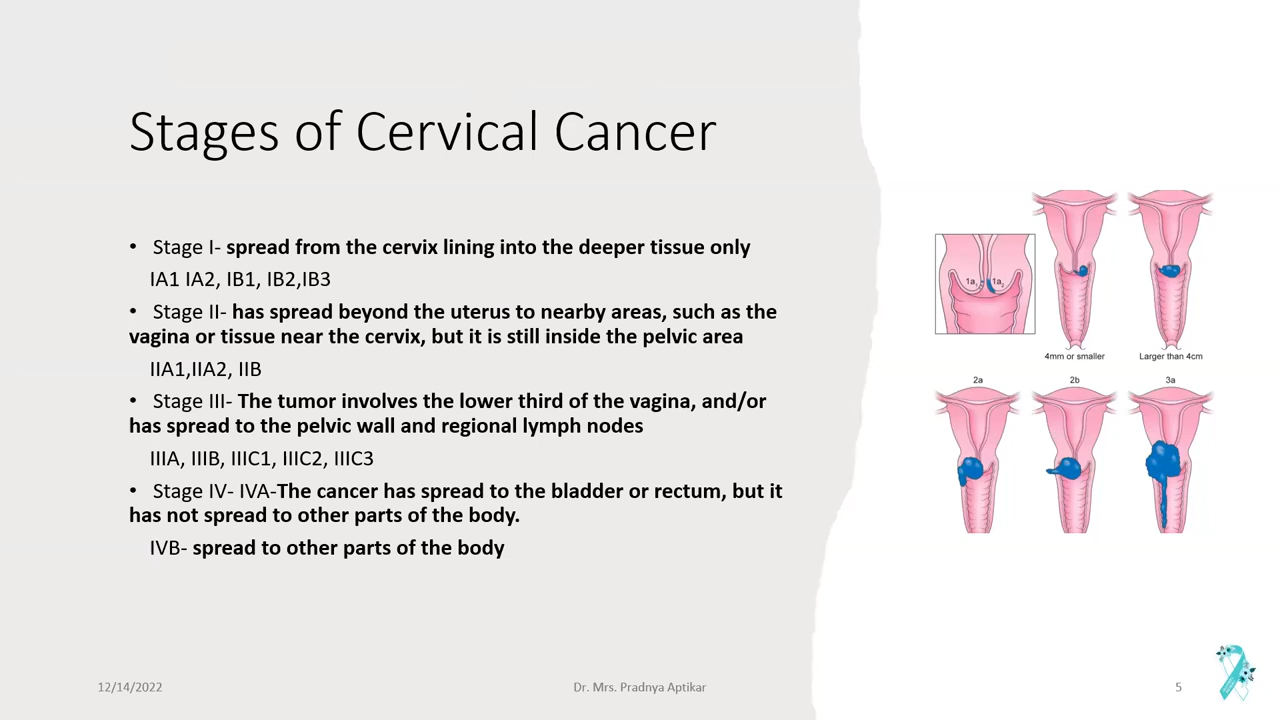 Stages of Cervical Cancer
• Stage I- spread from the cervix lining into the deeper tissue only
IA1 IA2, IB1, IB2,IB3
• Stage II- has spread beyond the uterus to nearby areas, such as the
vagina or tissue near the cervix, but it is still inside the pelvic area
IIA1,IIA2, IIB
• Stage III- The tumor involves the lower third of the vagina, and/or
has spread to the pelvic wall and regional lymph nodes
IIIA, IIIB, IIIC1, IIIC2, IIIC3
• Stage IV- IVA-The cancer has spread to the bladder or rectum, but it
has not spread to other parts of the body.
IVB- spread to other parts of the body
1a1 1a2
4mm or smaller
Larger than 4cm
2a
2b
3a
12/14/2022
Dr. Mrs. Pradnya Aptikar
5